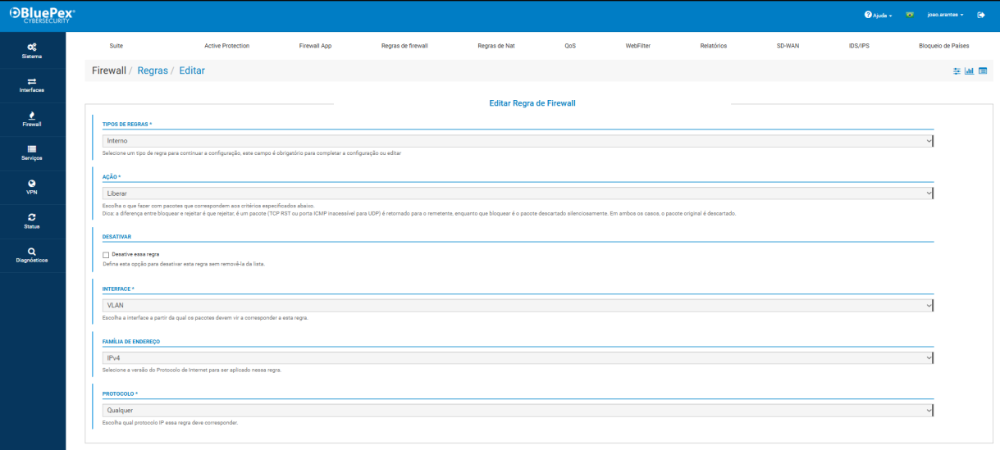 BluePex
CYBERSECURITY
Ajuda
joao.arantes
Sistema
Interfaces
Firewall
Serviços
VPN
Status
Diagnósticos
Suite
Active Protection
Firewall App
Regras de firewall
Regras de Nat
QoS
WebFilter
Relatórios
SD-WAN
IDS/IPS
Bloqueio de Países
Firewall / Regras / Editar
Editar Regra de Firewall
TIPOS DE REGRAS *
Interno
Selecione um tipo de regra para continuar a configuração, este campo é obrigatório para completar a configuração ou editar
AÇÃO *
Liberar
Escolha o que fazer com pacotes que correspondem aos critérios especificados abaixo.
Dica: a diferença entre bloquear e rejeitar é que rejeitar, é um pacote (TCP RST ou porta ICMP inacessível para UDP) é retornado para o remetente, enquanto que bloquear é o pacote descartado silenciosamente. Em ambos os casos, o pacote original é descartado.
DESATIVAR
Desative essa regra
Defina esta opção para desativar esta regra sem removê-la da lista.
INTERFACE *
VLAN
Escolha a interface a partir da qual os pacotes devem vir a corresponder a esta regra.
FAMÍLIA DE ENDEREÇO
IPv4
Selecione a versão do Protocolo de Internet para ser aplicado nessa regra.
PROTOCOLO *
Qualquer
Escolha qual protocolo IP essa regra deve corresponder.